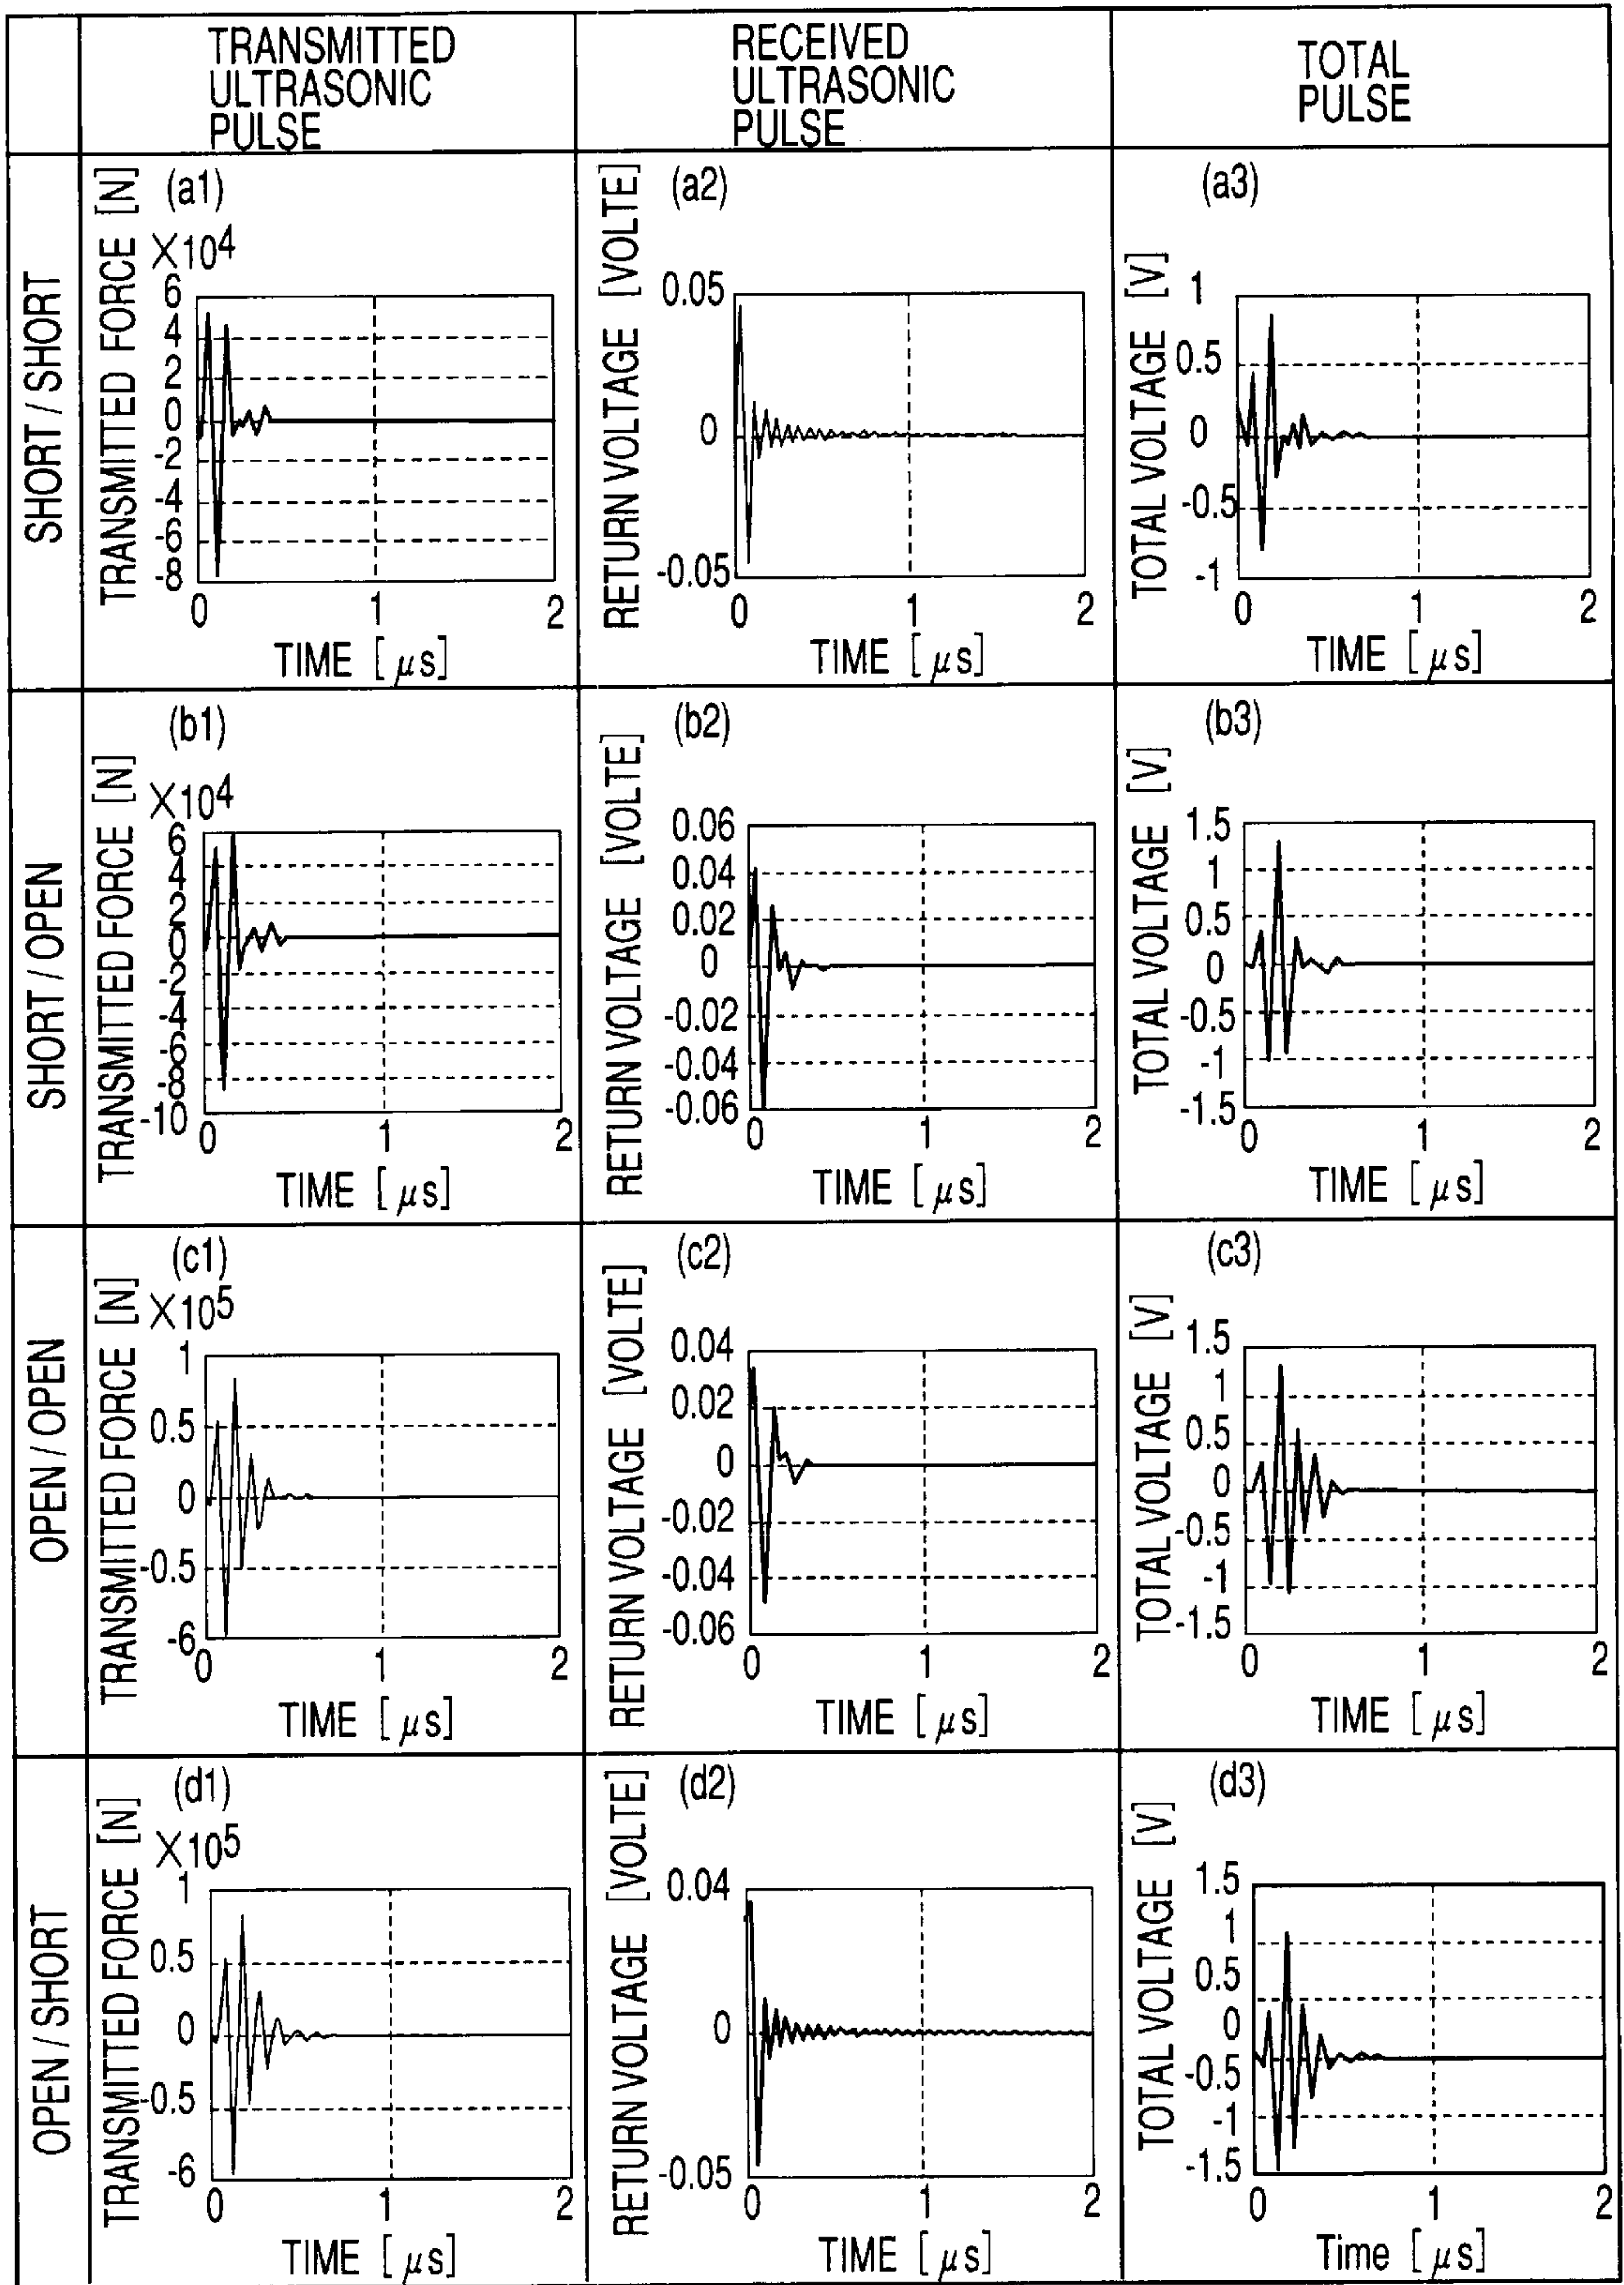 TRANSMITTED
ULTRASONIC
PULSE
RECEIVED
ULTRASONIC
PULSE
TOTAL
PULSE
SHORT / SHORT
(a1)
TRANSMITTED FORCE [N]
×10⁴
6
4
2
0
-2
-4
-6
-8
0
1
2
TIME [μs]
(a2)
RETURN VOLTAGE [VOLTE]
0.05
0
-0.05
0
1
2
TIME [μs]
(a3)
TOTAL VOLTAGE [V]
1
0.5
0
-0.5
-1
0
1
2
TIME [μs]
SHORT / OPEN
(b1)
TRANSMITTED FORCE [N]
×10⁴
6
4
2
0
-2
-4
-6
-8
-10
0
1
2
TIME [μs]
(b2)
RETURN VOLTAGE [VOLTE]
0.06
0.04
0.02
0
-0.02
-0.04
-0.06
0
1
2
TIME [μs]
(b3)
TOTAL VOLTAGE [V]
1.5
1
0.5
0
-0.5
-1
-1.5
0
1
2
TIME [μs]
OPEN / OPEN
(c1)
TRANSMITTED FORCE [N]
×10⁵
1
0.5
0
-0.5
-6
0
1
2
TIME [μs]
(c2)
RETURN VOLTAGE [VOLTE]
0.04
0.02
0
-0.02
-0.04
-0.06
0
1
2
TIME [μs]
(c3)
TOTAL VOLTAGE [V]
1.5
1
0.5
0
-0.5
-1
-1.5
0
1
2
TIME [μs]
OPEN / SHORT
(d1)
TRANSMITTED FORCE [N]
×10⁵
1
0.5
0
-0.5
-6
0
1
2
TIME [μs]
(d2)
RETURN VOLTAGE [VOLTE]
0.04
0
-0.05
0
1
2
TIME [μs]
(d3)
TOTAL VOLTAGE [V]
1.5
1
0.5
0
-0.5
-1
-1.5
0
1
2
Time [μs]